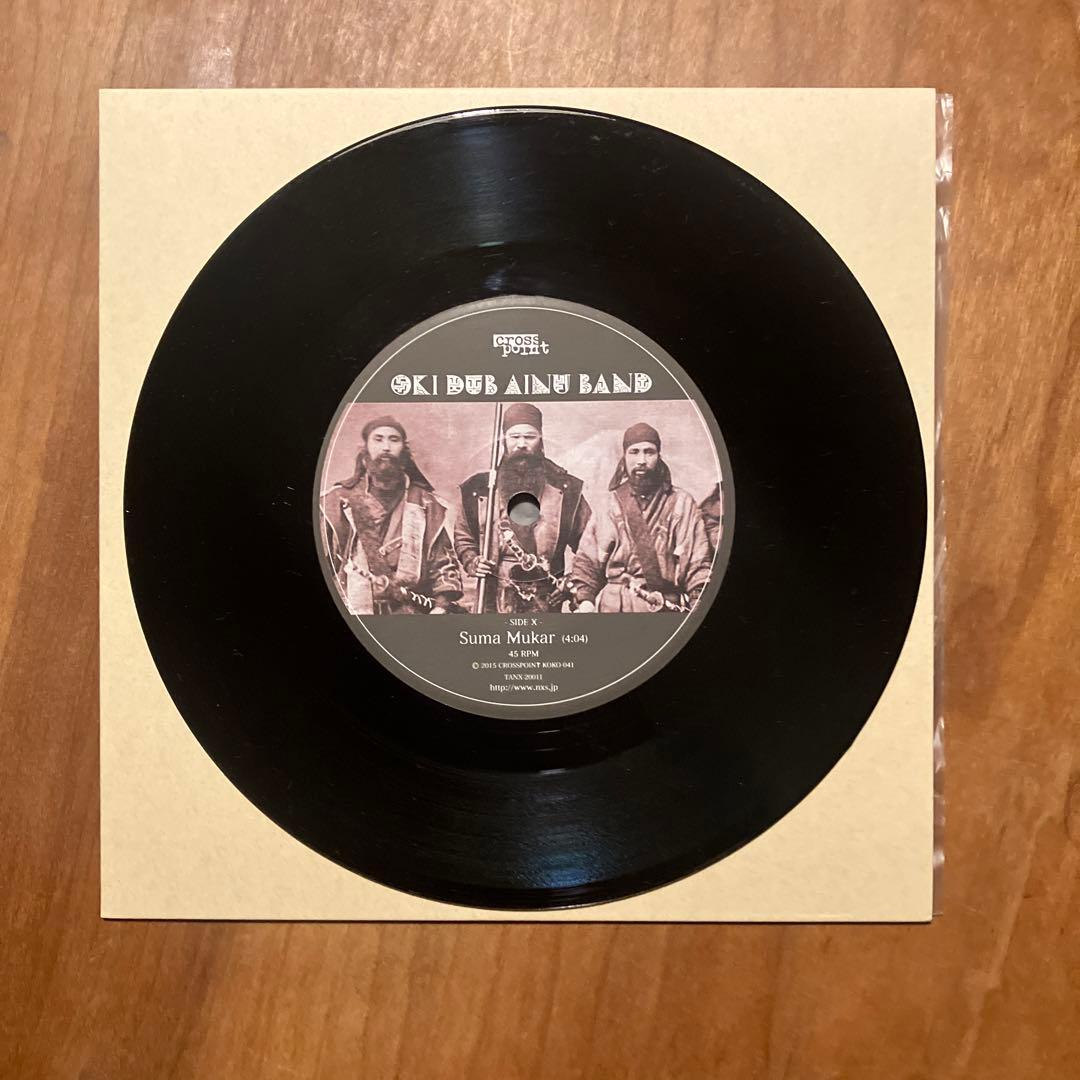 cross
point
OKI DUB AINU BAND
- SIDE X -
Suma Mukar (4:04)
45 RPM
© 2015 CROSSPOINT KOKO-041
TANX-20011
http://www.nxs.jp